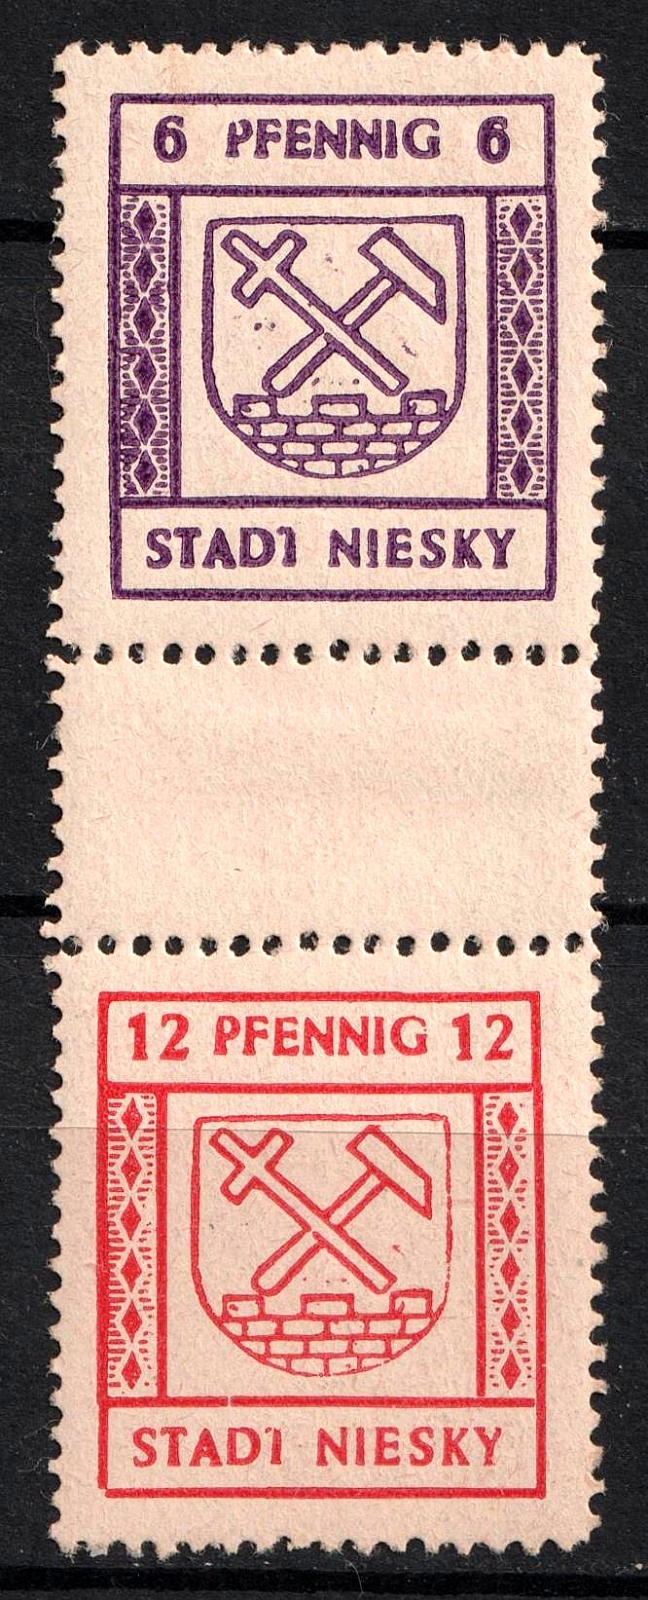 6 PFENNIG 6
STADT NIESKY
12 PFENNIG 12
STADT NIESKY